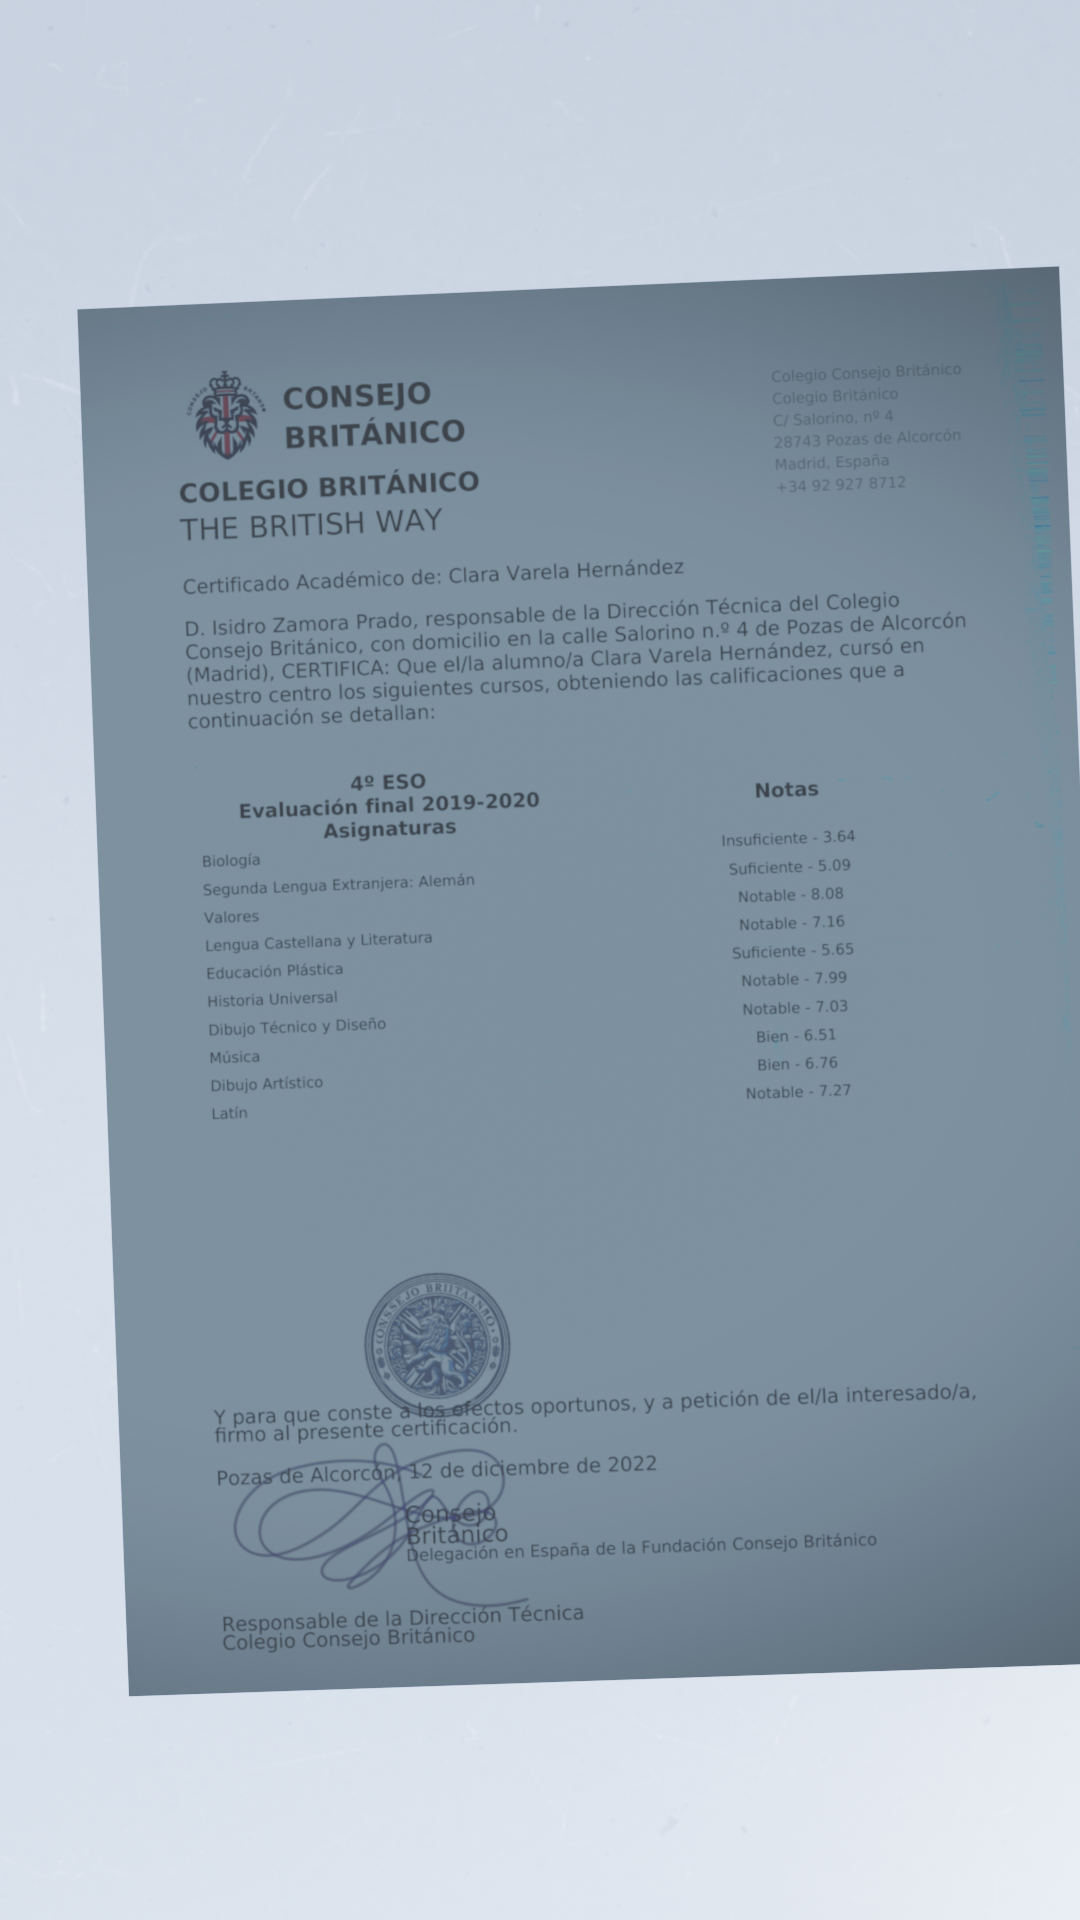 CONSEJO
BRITÁNICO
COLEGIO BRITÁNICO
THE BRITISH WAY
Colegio Consejo Británico
Colegio Británico
C/ Salorino, nº 4
28743 Pozas de Alcorcón
Madrid, España
+34 92 927 8712
Certificado Académico de: Clara Varela Hernández
D. Isidro Zamora Prado, responsable de la Dirección Técnica del Colegio
Consejo Británico, con domicilio en la calle Salorino n.º 4 de Pozas de Alcorcón
(Madrid), CERTIFICA: Que el/la alumno/a Clara Varela Hernández, cursó en
nuestro centro los siguientes cursos, obteniendo las calificaciones que a
continuación se detallan:
4º ESO
Evaluación final 2019-2020
Asignaturas
Notas
Biología
Insuficiente - 3.64
Segunda Lengua Extranjera: Alemán
Suficiente - 5.09
Valores
Notable - 8.08
Lengua Castellana y Literatura
Notable - 7.16
Educación Plástica
Suficiente - 5.65
Historia Universal
Notable - 7.99
Dibujo Técnico y Diseño
Notable - 7.03
Música
Bien - 6.51
Dibujo Artístico
Bien - 6.76
Latín
Notable - 7.27
Y para que conste a los efectos oportunos, y a petición de el/la interesado/a,
firmo al presente certificación.
Pozas de Alcorcón, 12 de diciembre de 2022
Consejo
Británico
Delegación en España de la Fundación Consejo Británico
Responsable de la Dirección Técnica
Colegio Consejo Británico